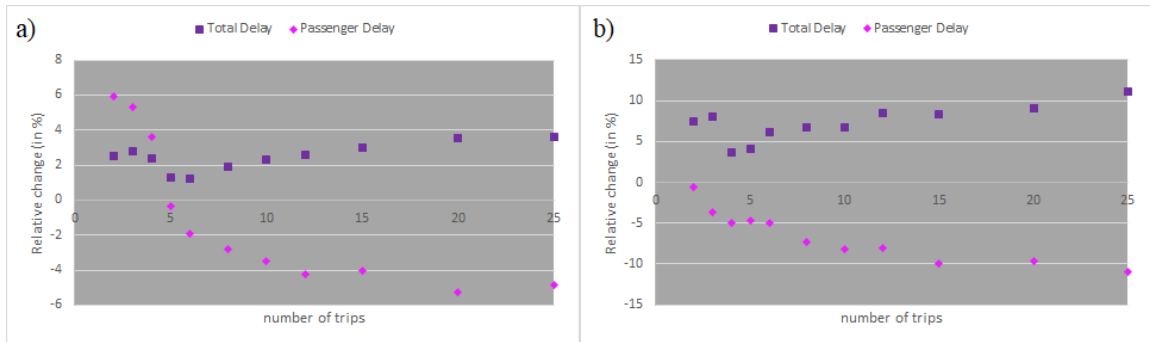 a)
Total Delay Passenger Delay
8
6
4
2
0
-2
-4
-6
0 5 10 15 20 25
Relative change (in %)
number of trips
b)
Total Delay Passenger Delay
15
10
5
0
-5
-10
-15
0 5 10 15 20 25
Relative change (in %)
number of trips